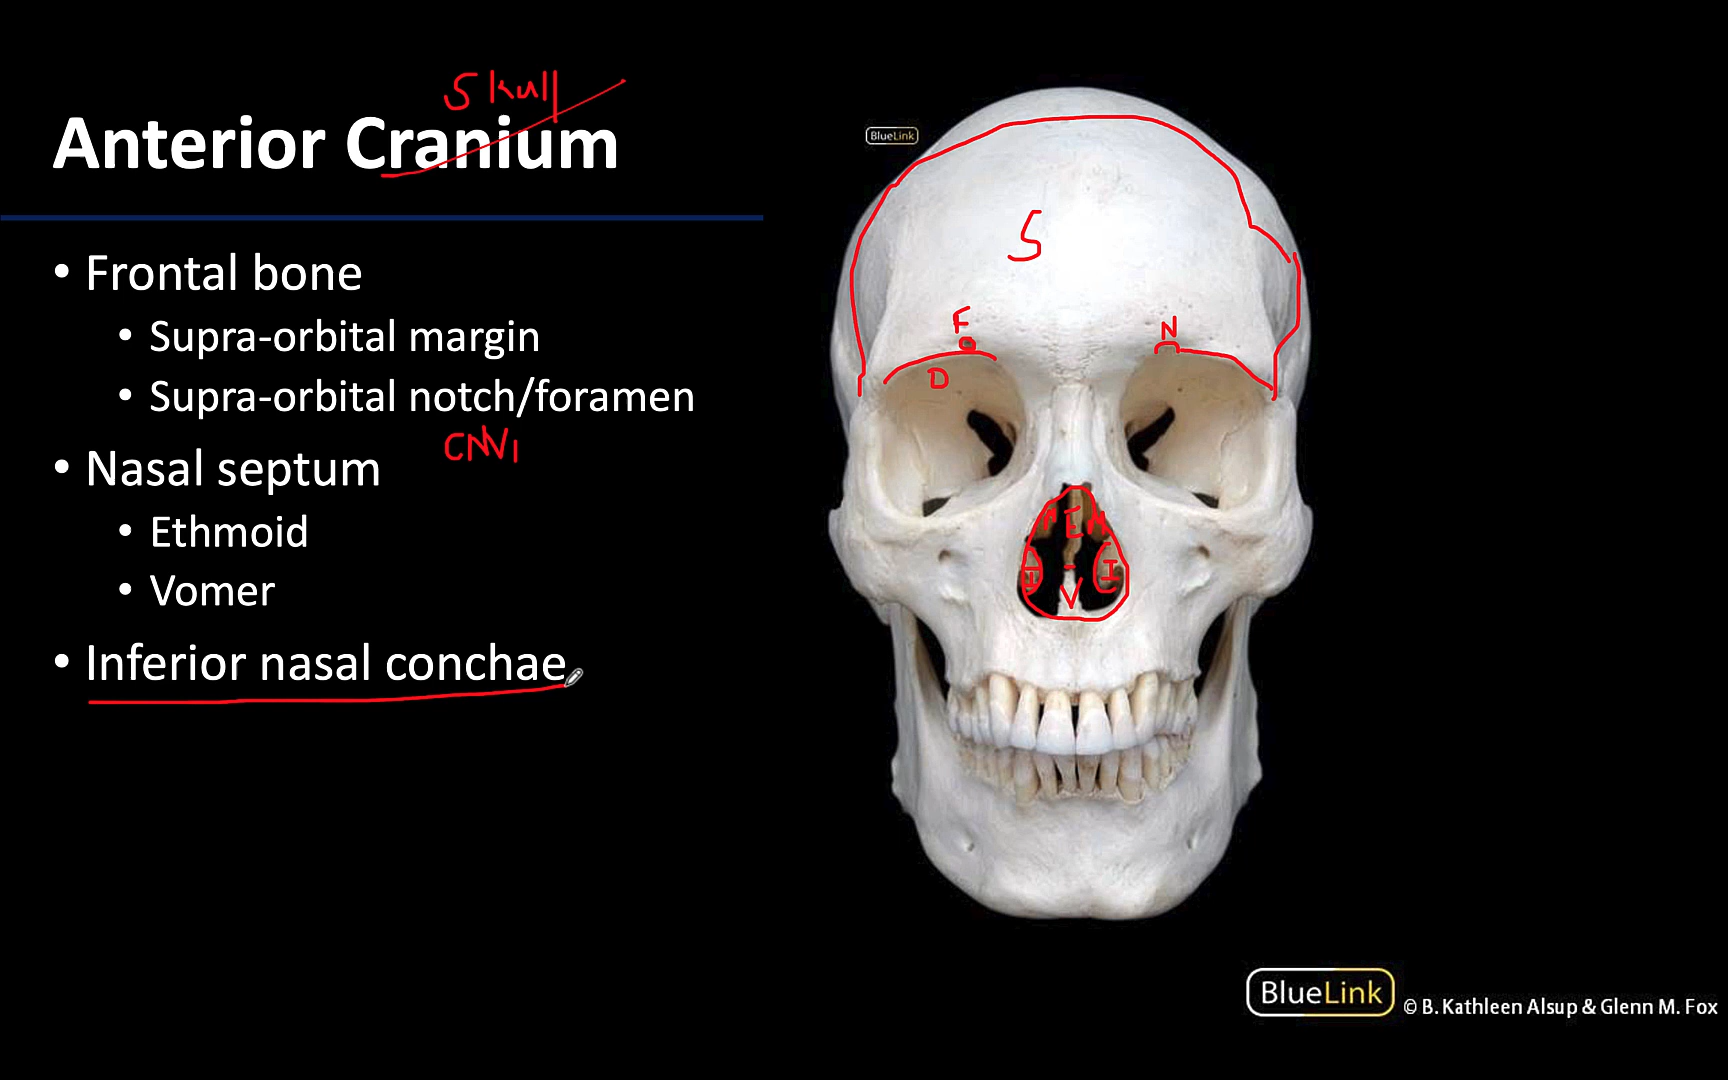 Skull
Anterior Cranium
• Frontal bone
• Supra-orbital margin
• Supra-orbital notch/foramen
CNV1
• Nasal septum
• Ethmoid
• Vomer
• Inferior nasal conchae
BlueLink
S
F
N
D
M E M
I I
V
BlueLink © B. Kathleen Alsup & Glenn M. Fox